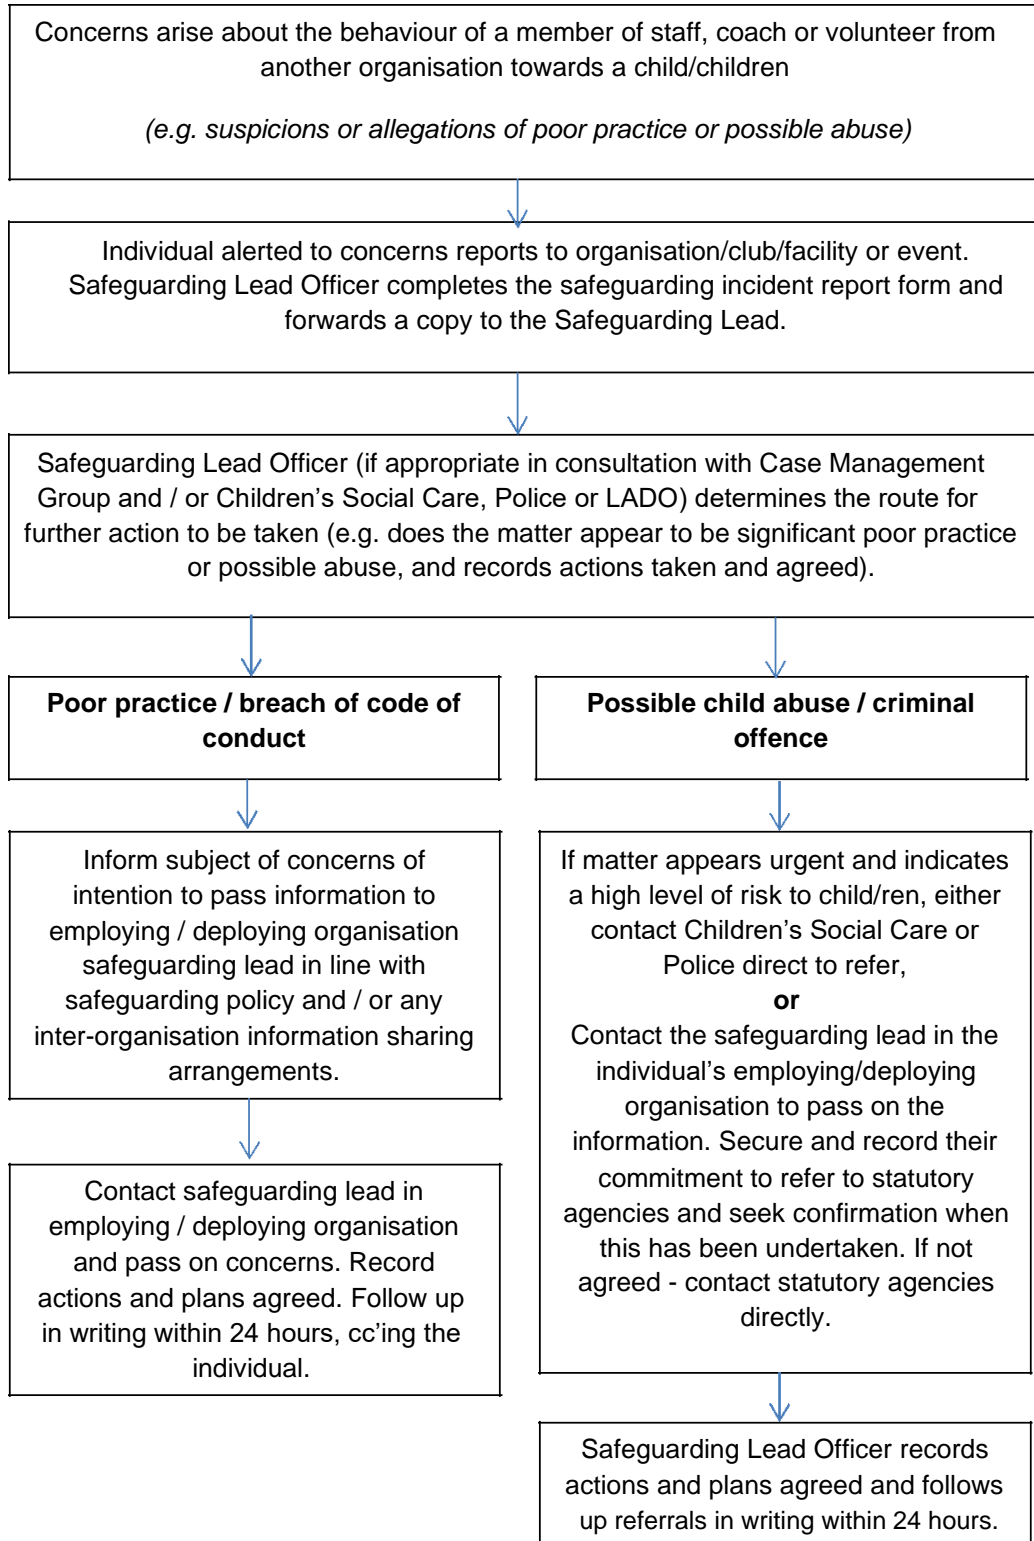 Concerns arise about the behaviour of a member of staff, coach or volunteer from
another organisation towards a child/children
(e.g. suspicions or allegations of poor practice or possible abuse)
Individual alerted to concerns reports to organisation/club/facility or event.
Safeguarding Lead Officer completes the safeguarding incident report form and
forwards a copy to the Safeguarding Lead.
Safeguarding Lead Officer (if appropriate in consultation with Case Management
Group and / or Children’s Social Care, Police or LADO) determines the route for
further action to be taken (e.g. does the matter appear to be significant poor practice
or possible abuse, and records actions taken and agreed).
Poor practice / breach of code of
conduct
Inform subject of concerns of
intention to pass information to
employing / deploying organisation
safeguarding lead in line with
safeguarding policy and / or any
inter-organisation information sharing
arrangements.
Contact safeguarding lead in
employing / deploying organisation
and pass on concerns. Record
actions and plans agreed. Follow up
in writing within 24 hours, cc’ing the
individual.
Possible child abuse / criminal
offence
If matter appears urgent and indicates
a high level of risk to child/ren, either
contact Children’s Social Care or
Police direct to refer,
or
Contact the safeguarding lead in the
individual’s employing/deploying
organisation to pass on the
information. Secure and record their
commitment to refer to statutory
agencies and seek confirmation when
this has been undertaken. If not
agreed - contact statutory agencies
directly.
Safeguarding Lead Officer records
actions and plans agreed and follows
up referrals in writing within 24 hours.